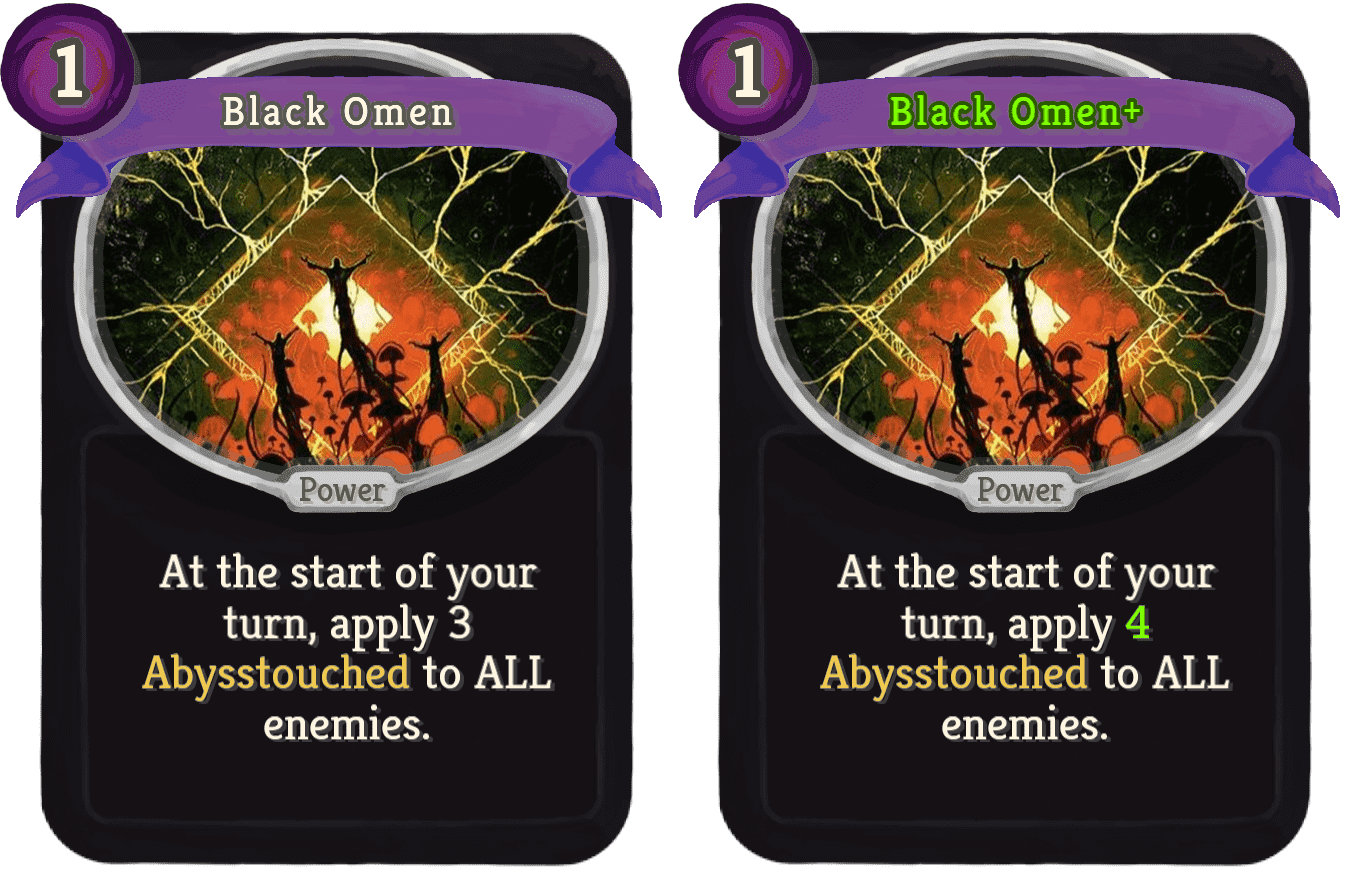 1
Black Omen
Power
At the start of your
turn, apply 3
Abysstouched to ALL
enemies.
1
Black Omen+
Power
At the start of your
turn, apply 4
Abysstouched to ALL
enemies.